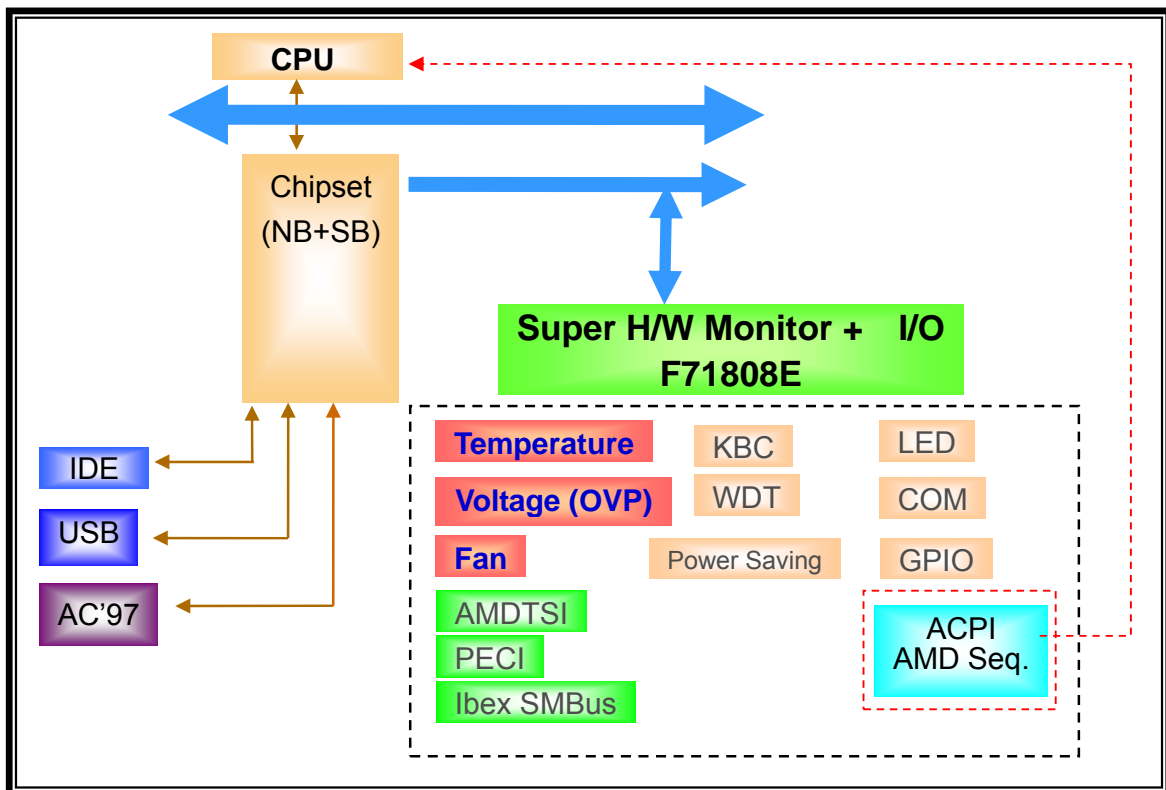 CPU
Chipset
(NB+SB)
Super H/W Monitor + I/O
F71808E
IDE
USB
AC’97
Temperature
Voltage (OVP)
Fan
AMDTSI
PECI
Ibex SMBus
KBC
WDT
Power Saving
LED
COM
GPIO
ACPI
AMD Seq.